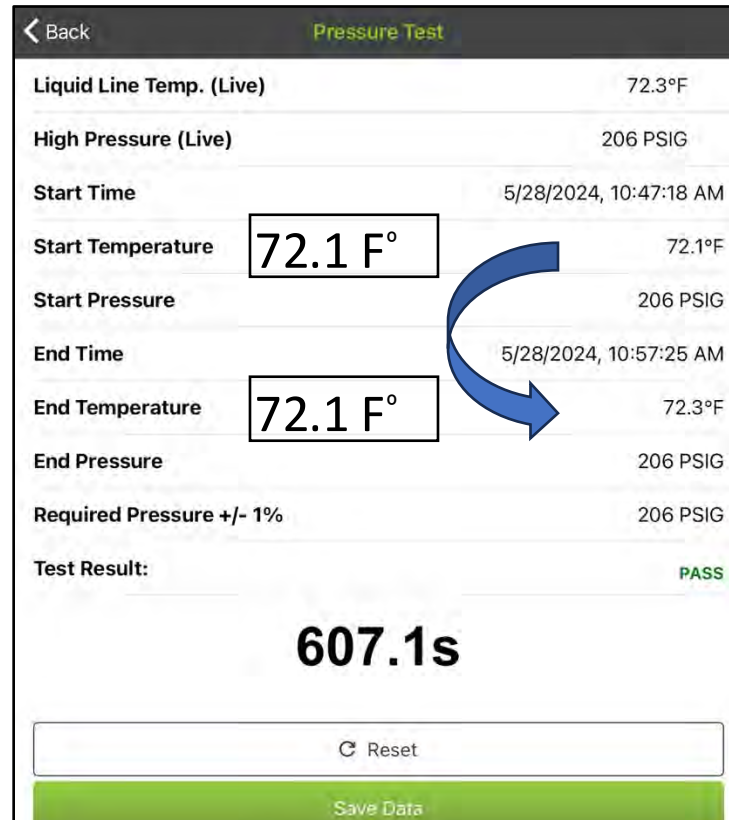 Back Pressure Test
Liquid Line Temp. (Live) 72.3°F
High Pressure (Live) 206 PSIG
Start Time 5/28/2024, 10:47:18 AM
Start Temperature 72.1 F° 72.1°F
Start Pressure 206 PSIG
End Time 5/28/2024, 10:57:25 AM
End Temperature 72.1 F° 72.3°F
End Pressure 206 PSIG
Required Pressure +/- 1% 206 PSIG
Test Result: PASS
607.1s
Reset
Save Data